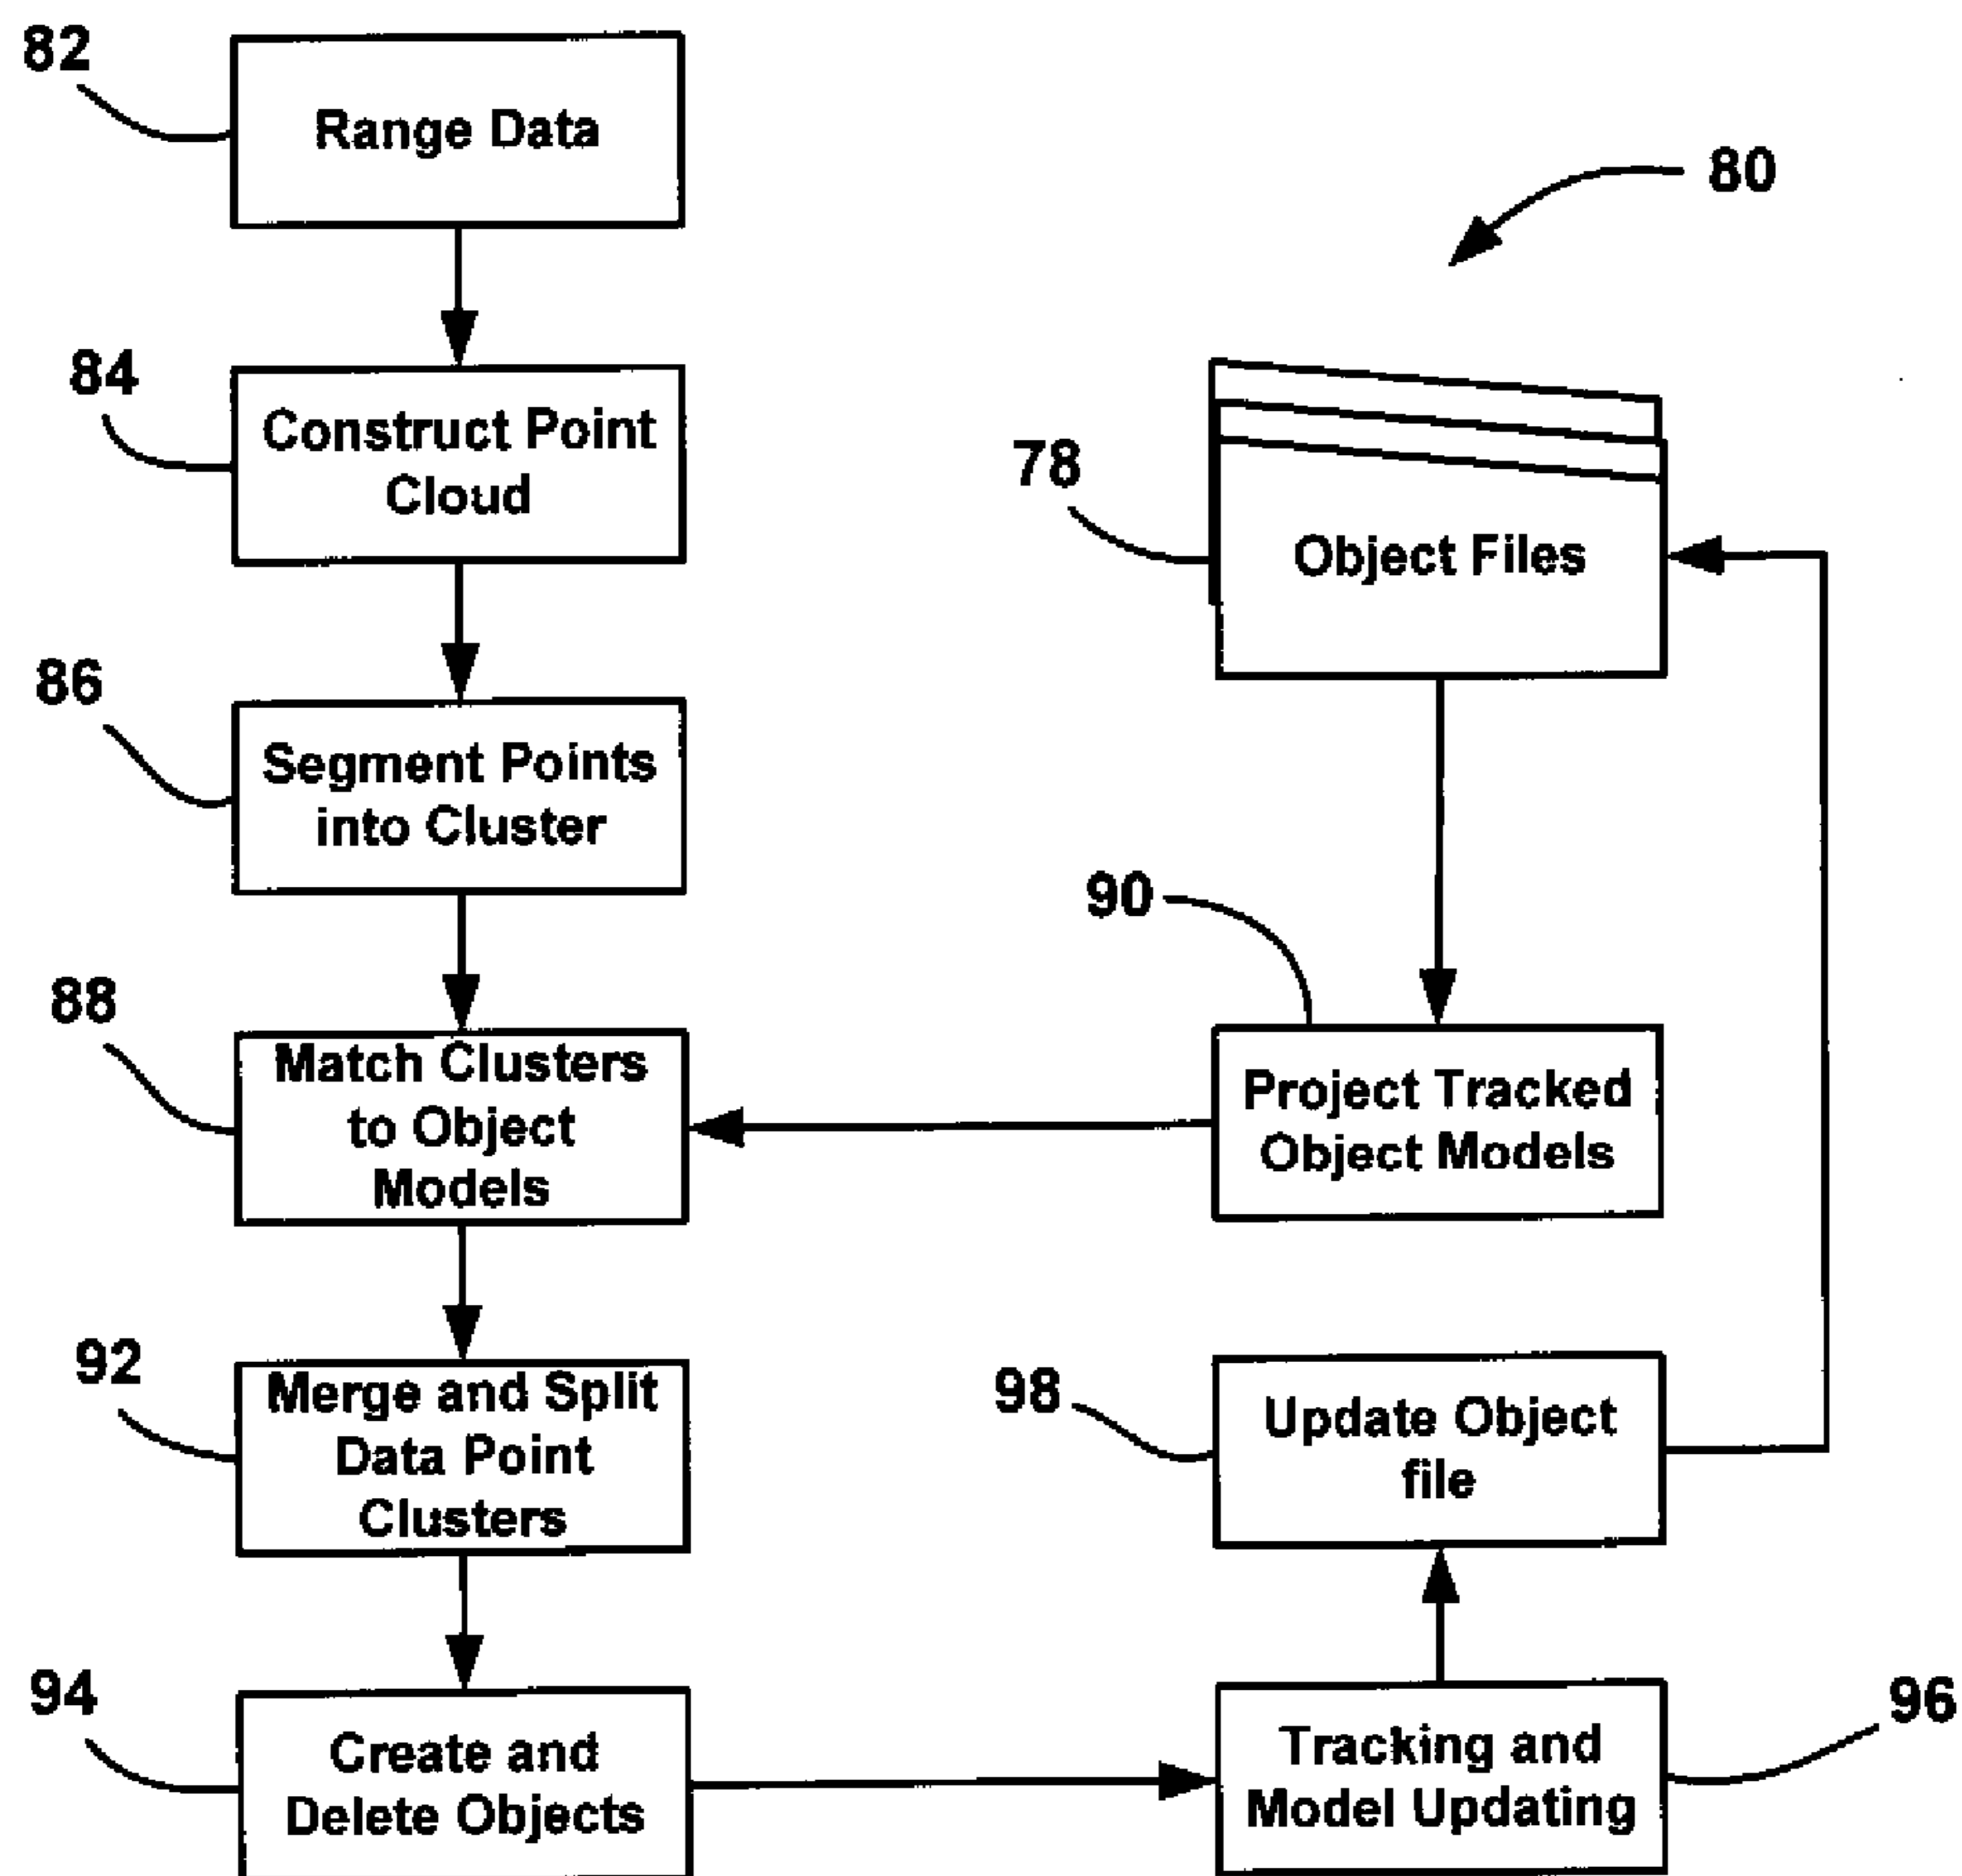 82
Range Data
80
84
Construct Point
Cloud
78
Object Files
86
Segment Points
into Cluster
90
88
Match Clusters
to Object
Models
Project Tracked
Object Models
92
Merge and Split
Data Point
Clusters
98
Update Object
file
94
Create and
Delete Objects
Tracking and
Model Updating
96